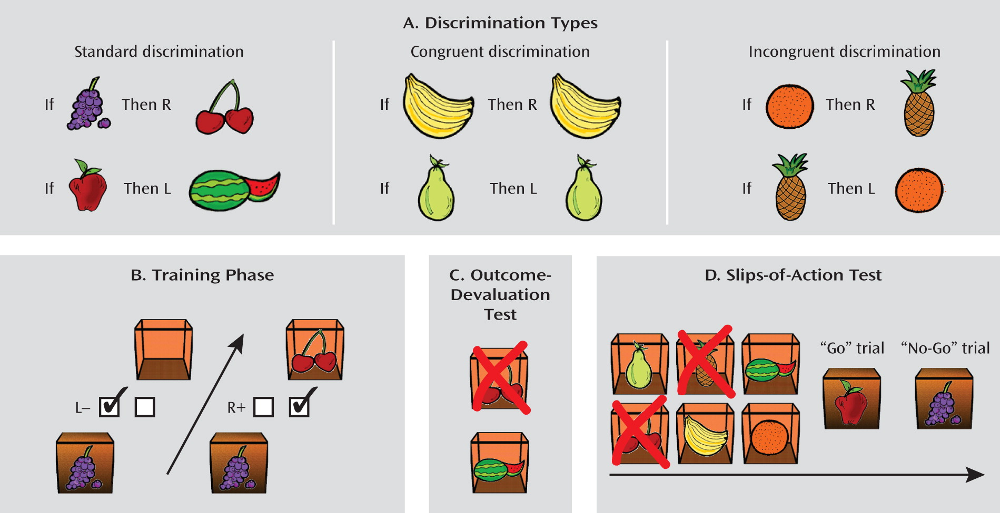 A. Discrimination Types
Standard discrimination
Congruent discrimination
Incongruent discrimination
If Then R
If Then R
If Then R
If Then L
If Then L
If Then L
B. Training Phase
L–
R+
C. Outcome-
Devaluation
Test
D. Slips-of-Action Test
“Go” trial
“No-Go” trial